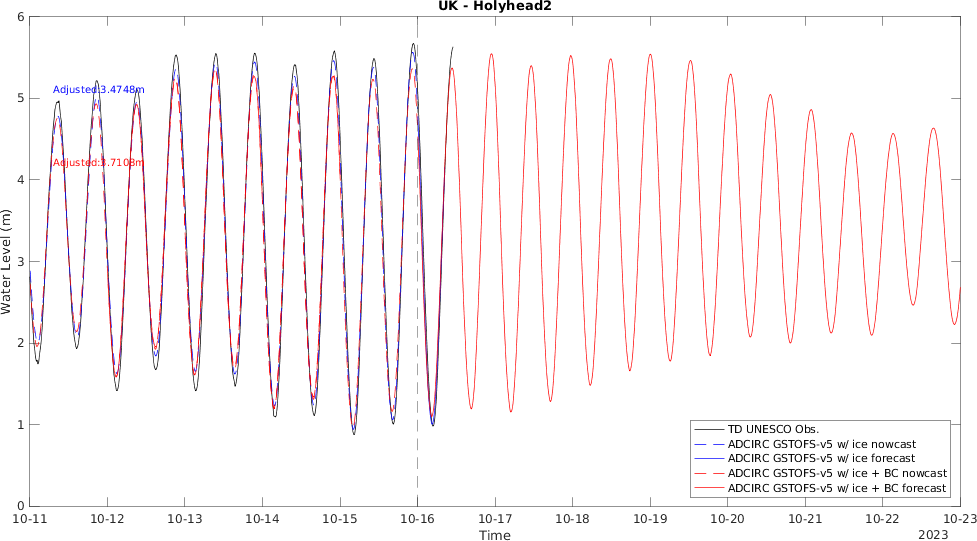 UK - Holyhead2
6
5
4
3
2
1
0
Water Level (m)
Adjusted:3.4748m
Adjusted:3.7108m
TD UNESCO Obs.
ADCIRC GSTOFS-v5 w/ ice nowcast
ADCIRC GSTOFS-v5 w/ ice forecast
ADCIRC GSTOFS-v5 w/ ice + BC nowcast
ADCIRC GSTOFS-v5 w/ ice + BC forecast
10-11 10-12 10-13 10-14 10-15 10-16 10-17 10-18 10-19 10-20 10-21 10-22 10-23
Time
2023